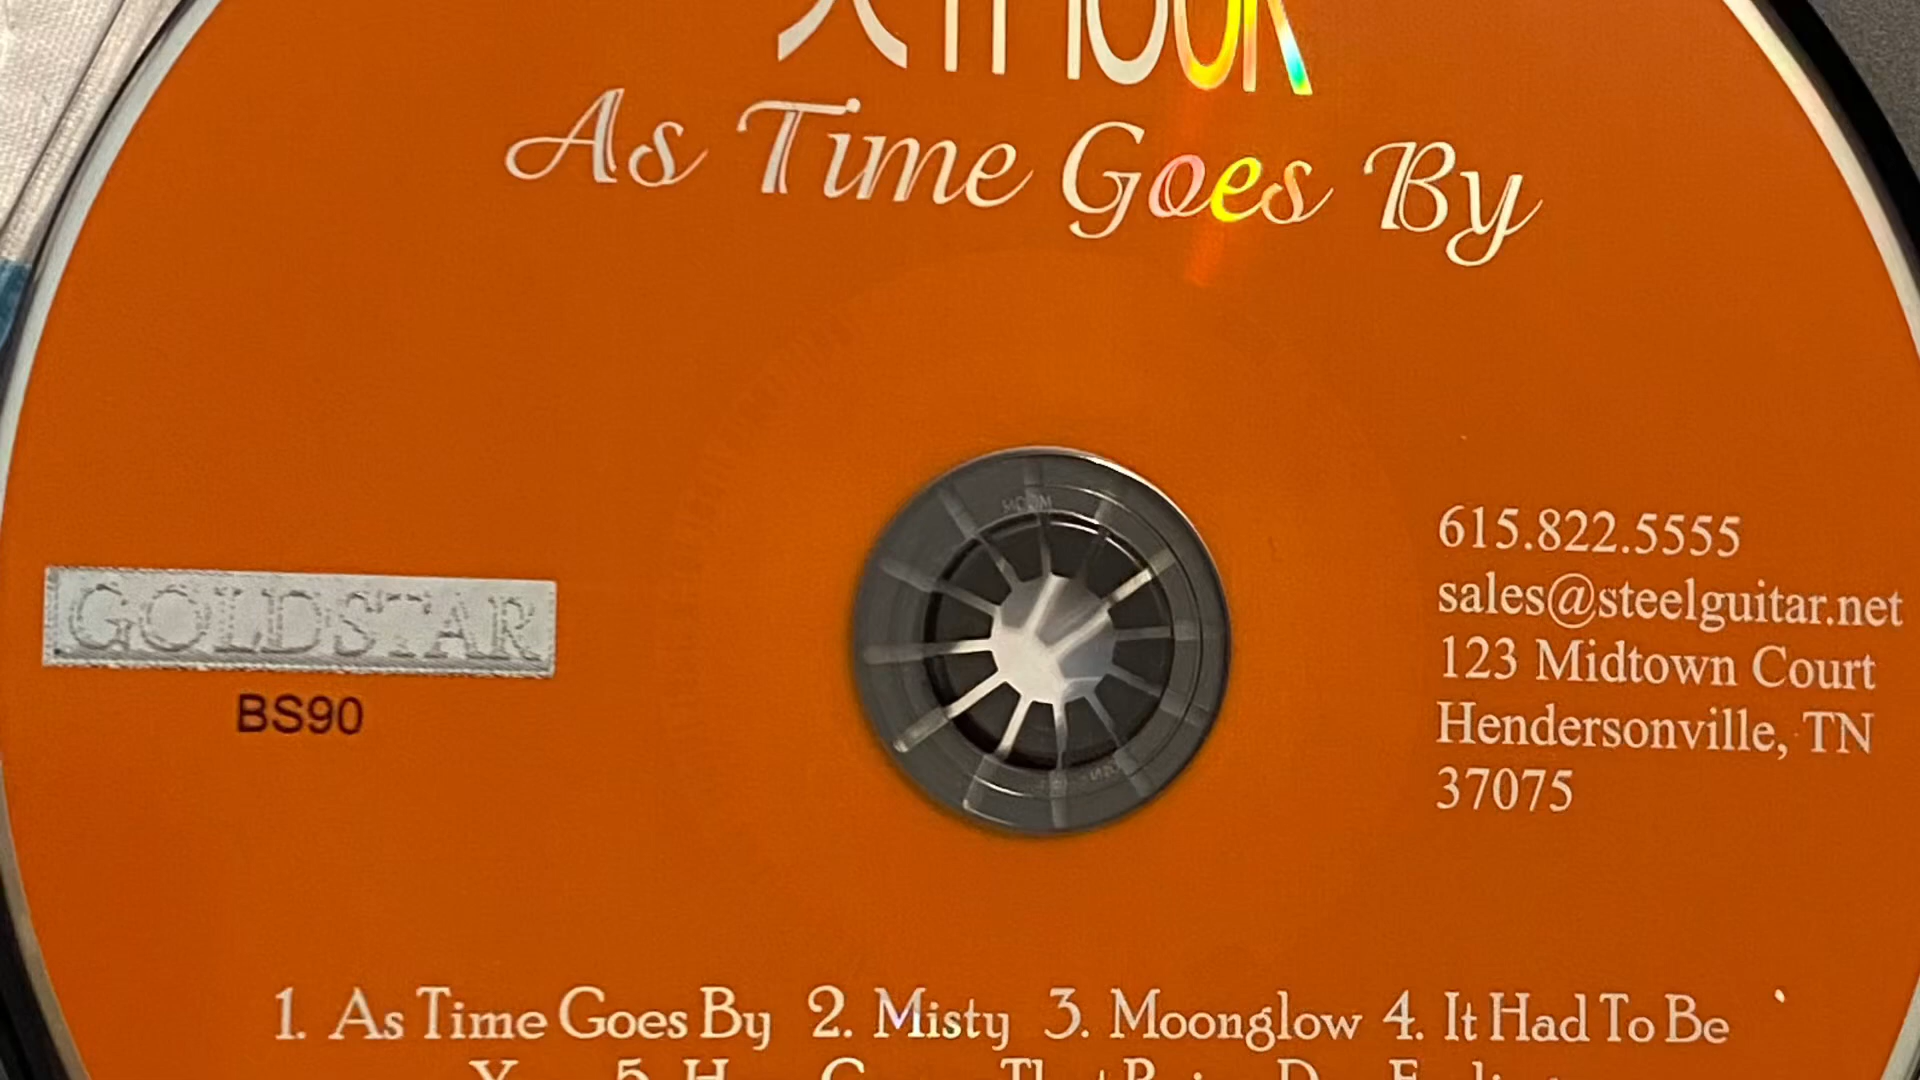 As Time Goes By
GOLDSTAR
BS90
615.822.5555
sales@steelguitar.net
123 Midtown Court
Hendersonville, TN
37075
1. As Time Goes By 2. Misty 3. Moonglow 4. It Had To Be